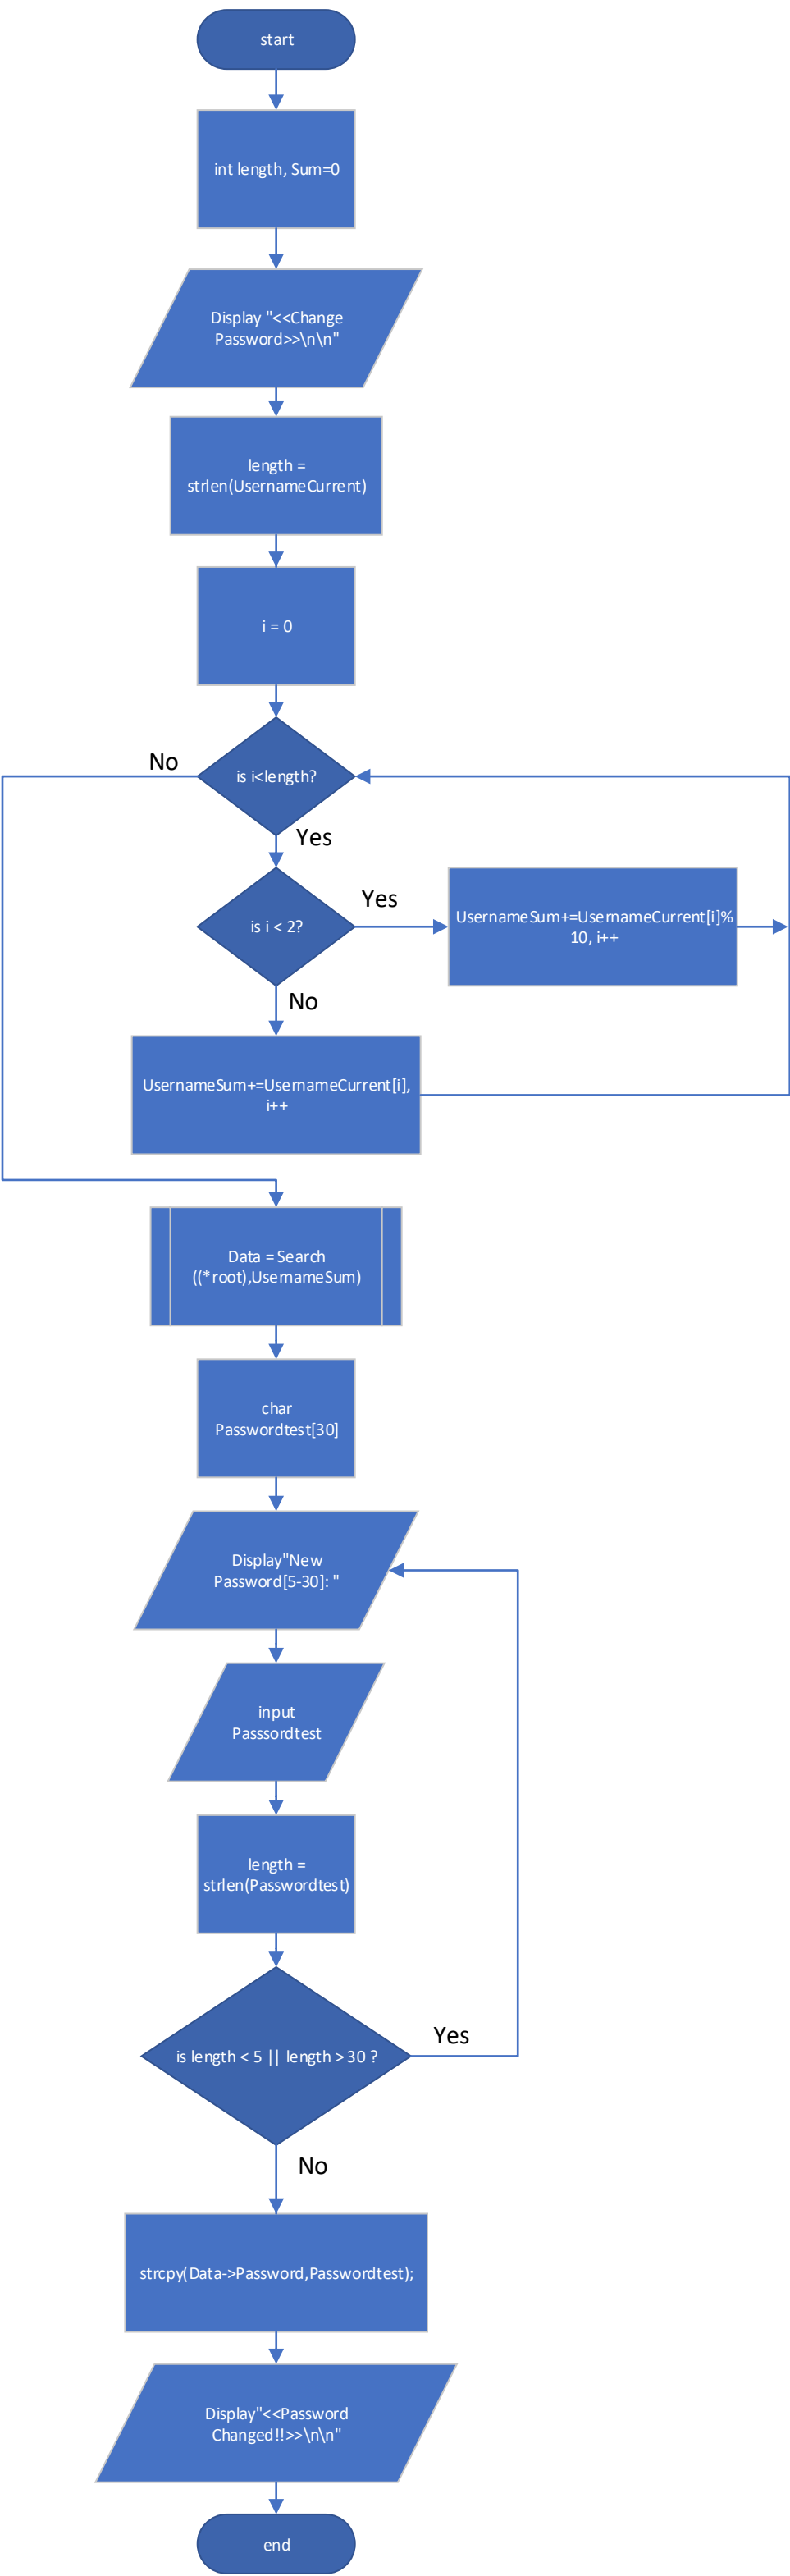 start
int length, Sum=0
Display "<<Change
Password>>\n\n"
length =
strlen(UsernameCurrent)
i = 0
No
is i<length?
Yes
is i < 2?
Yes
UsernameSum+=UsernameCurrent[i]%
10, i++
No
UsernameSum+=UsernameCurrent[i],
i++
Data = Search
((*root),UsernameSum)
char
Passwordtest[30]
Display"New
Password[5-30]: "
input
Passsordtest
length =
strlen(Passwordtest)
is length < 5 || length > 30 ?
Yes
No
strcpy(Data->Password,Passwordtest);
Display"<<Password
Changed!!>>\n\n"
end